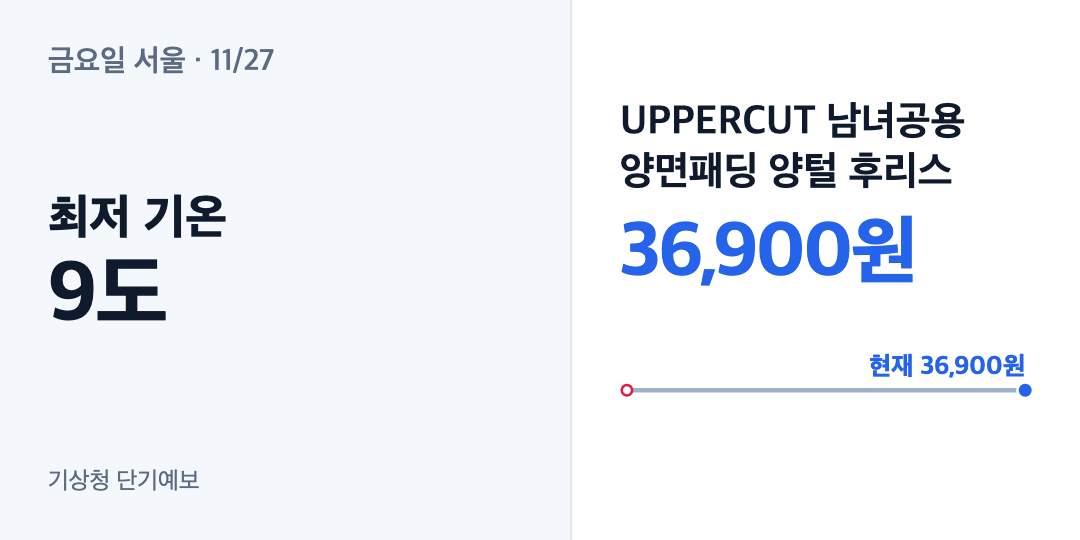 금요일 서울 · 11/27
최저 기온
9도
기상청 단기예보
UPPERCUT 남녀공용
양면패딩 양털 후리스
36,900원
현재 36,900원